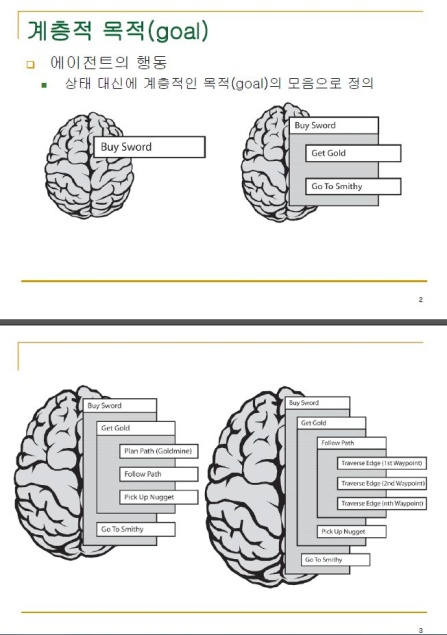 계층적 목적(goal)
에이전트의 행동
상태 대신에 계층적인 목적(goal)의 모음으로 정의
Buy Sword
Buy Sword
Get Gold
Go To Smithy
2
Buy Sword
Get Gold
Plan Path (Goldmine)
Follow Path
Pick Up Nugget
Go To Smithy
Buy Sword
Get Gold
Follow Path
Traverse Edge (1st Waypoint)
Traverse Edge (2nd Waypoint)
Traverse Edge (nth Waypoint)
Pick Up Nugget
Go To Smithy
3